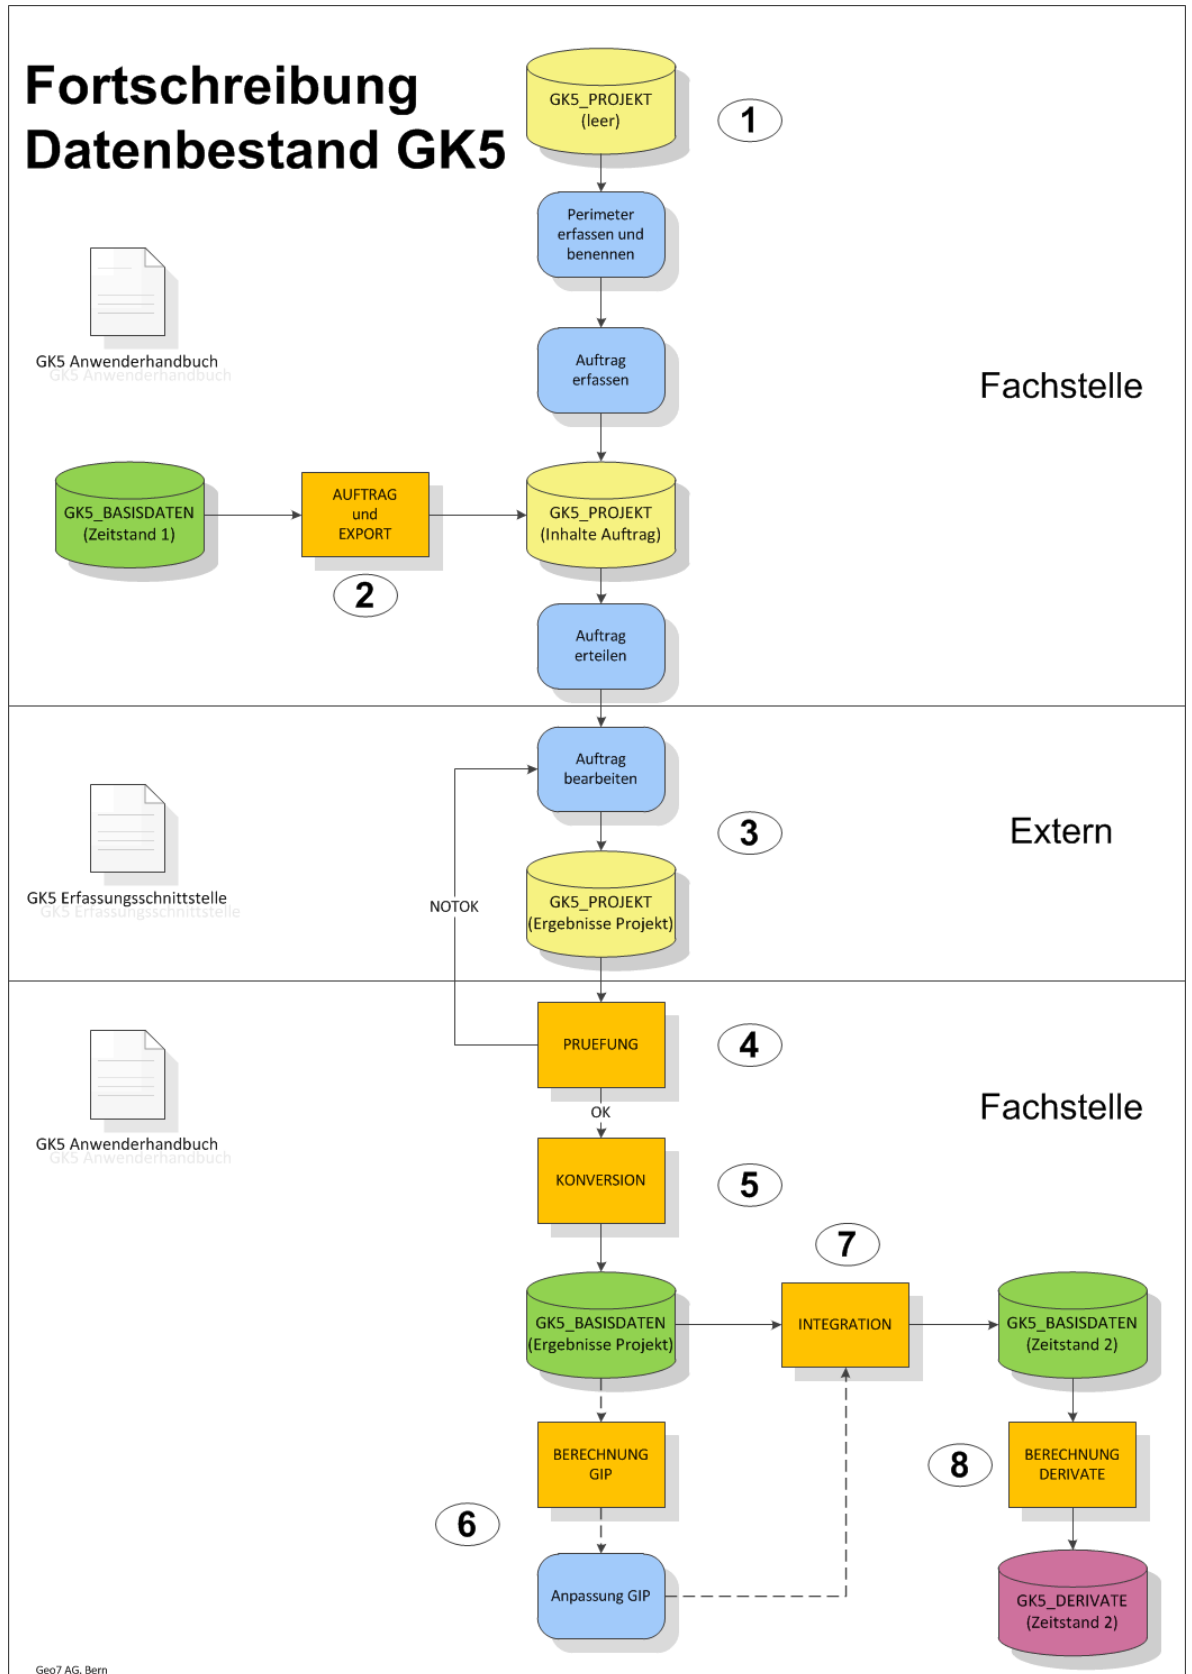 Fortschreibung
Datenbestand GK5
GK5_PROJEKT
(leer)
1
Perimeter
erfassen und
benennen
GK5 Anwenderhandbuch
Auftrag
erfassen
Fachstelle
GK5_BASISDATEN
(Zeitstand 1)
AUFTRAG
und
EXPORT
GK5_PROJEKT
(Inhalte Auftrag)
2
Auftrag
erteilen
Auftrag
bearbeiten
3
Extern
GK5 Erfassungsschnittstelle
NOTOK
GK5_PROJEKT
(Ergebnisse Projekt)
PRUEFUNG
4
OK
Fachstelle
GK5 Anwenderhandbuch
KONVERSION
5
7
GK5_BASISDATEN
(Ergebnisse Projekt)
INTEGRATION
GK5_BASISDATEN
(Zeitstand 2)
BERECHNUNG
GIP
8
BERECHNUNG
DERIVATE
6
Anpassung GIP
GK5_DERIVATE
(Zeitstand 2)
Geo7 AG, Bern